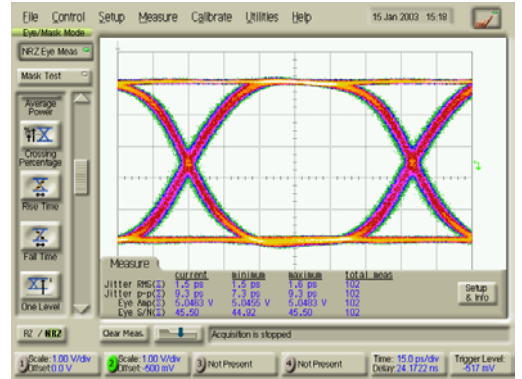 File Control Setup Measure Calibrate Utilities Help 15 Jan 2003 15:18
Eye/Mask Mode
NRZ Eye Meas
Mask Test
Average
Power
Crossing
Percentage
Rise Time
Fall Time
One Level
Measure
current minimum maximum total meas
Jitter RMS(Σ) 1.5 ps 1.5 ps 1.6 ps 102
Jitter p-p(Σ) 9.3 ps 7.3 ps 9.3 ps 102
Eye Amp(Σ) 5.0463 V 5.0455 V 5.0483 V 102
Eye S/N(Σ) 45.50 44.92 45.50 102
Setup
& Info
RZ / NRZ
Clear Meas.
Acquisition is stopped
1 Scale: 1.00 V/div
Offset: 0.0 V
2 Scale: 1.00 V/div
Offset: -500 mV
3 Not Present
4 Not Present
Time: 15.0 ps/div
Delay: 24.1722 ns
Trigger Level:
-517 mV